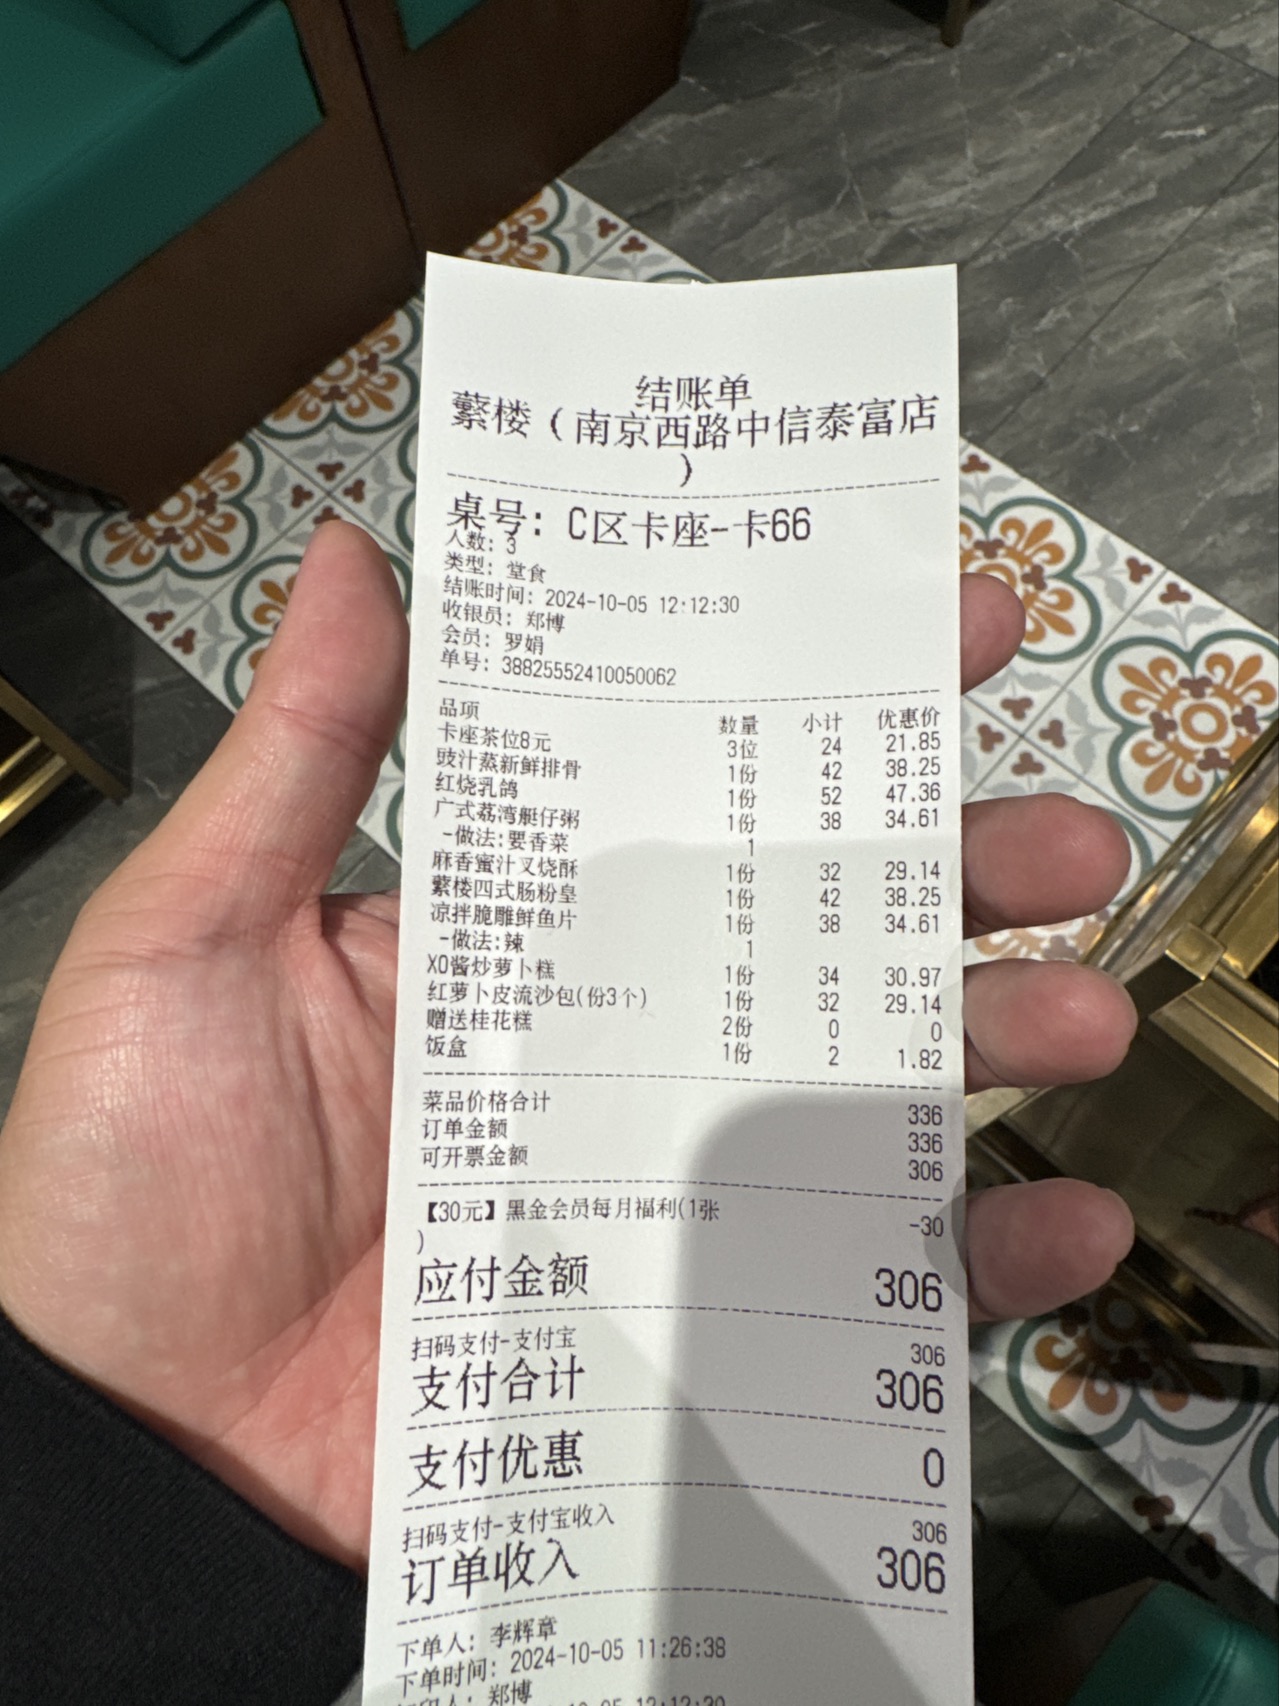 结账单
蘩楼（南京西路中信泰富店
）
桌号：C区卡座-卡66
人数：3
类型：堂食
结账时间：2024-10-05 12:12:30
收银员：郑博
会员：罗娟
单号：38825552410050062
品项 数量 小计 优惠价
卡座茶位8元 3位 24 21.85
豉汁蒸新鲜排骨 1份 42 38.25
红烧乳鸽 1份 52 47.36
广式荔湾艇仔粥 1份 38 34.61
-做法:要香菜 1
麻香蜜汁叉烧酥 1份 32 29.14
蘩楼四式肠粉皇 1份 42 38.25
凉拌脆雕鲜鱼片 1份 38 34.61
-做法:辣 1
XO酱炒萝卜糕 1份 34 30.97
红萝卜皮流沙包(份3个) 1份 32 29.14
赠送桂花糕 2份 0 0
饭盒 1份 2 1.82
菜品价格合计 336
订单金额 336
可开票金额 306
【30元】黑金会员每月福利(1张 -30
)
应付金额 306
扫码支付-支付宝 306
支付合计 306
支付优惠 0
扫码支付-支付宝收入 306
订单收入 306
下单人：李辉章
下单时间：2024-10-05 11:26:38
打印人：郑博